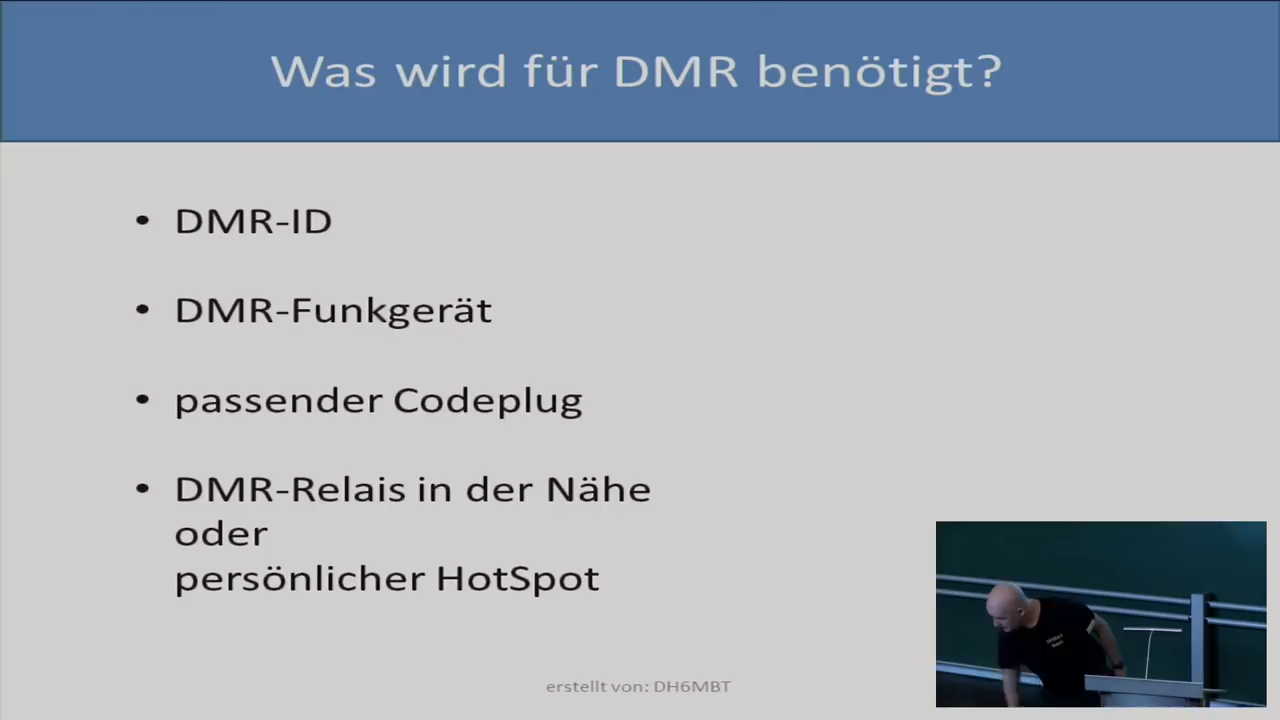 Was wird für DMR benötigt?
• DMR-ID
• DMR-Funkgerät
• passender Codeplug
• DMR-Relais in der Nähe
oder
persönlicher HotSpot
erstellt von: DH6MBT